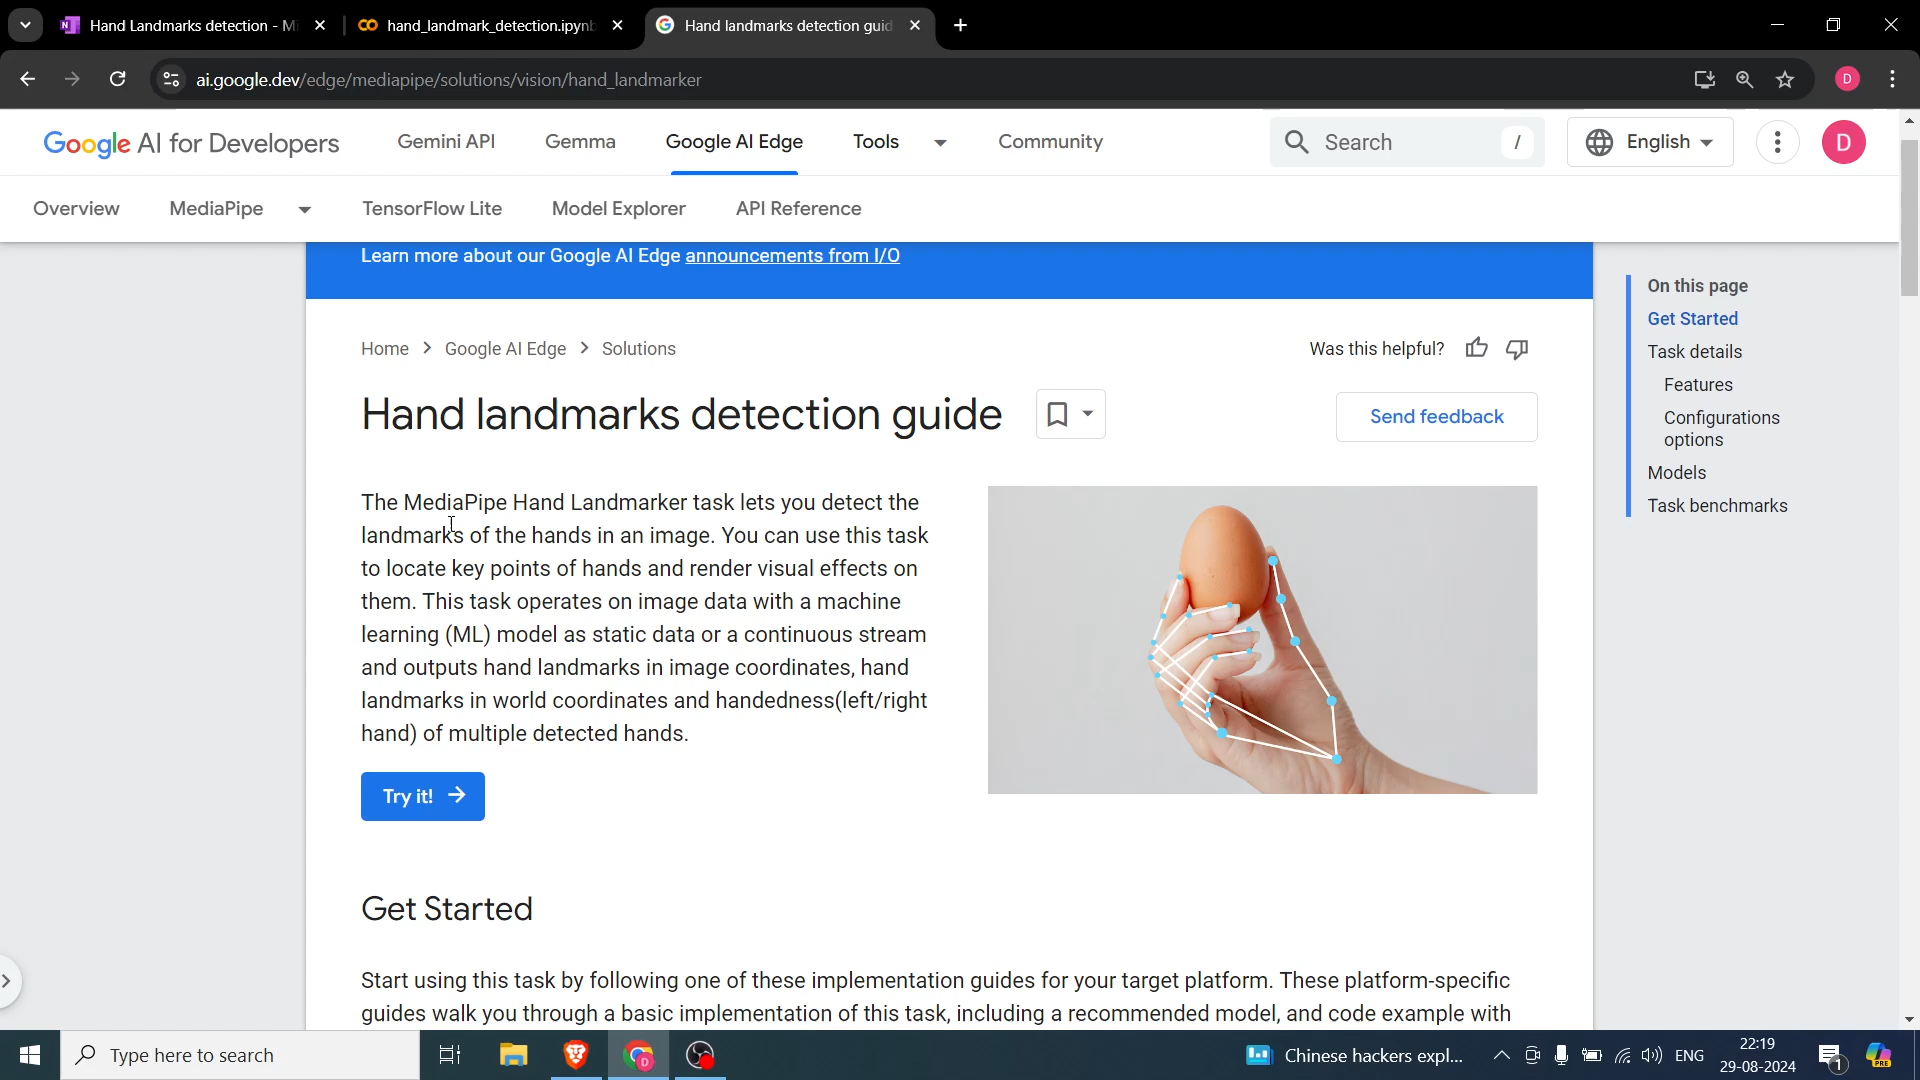 Hand Landmarks detection - Mi
hand_landmark_detection.ipynb
Hand landmarks detection guid
ai.google.dev/edge/mediapipe/solutions/vision/hand_landmarker
D
Google AI for Developers
Gemini API
Gemma
Google AI Edge
Tools
Community
Search
/
English
D
Overview
MediaPipe
TensorFlow Lite
Model Explorer
API Reference
Learn more about our Google AI Edge announcements from I/O
Home > Google AI Edge > Solutions
Was this helpful?
Hand landmarks detection guide
Send feedback
The MediaPipe Hand Landmarker task lets you detect the
landmarks of the hands in an image. You can use this task
to locate key points of hands and render visual effects on
them. This task operates on image data with a machine
learning (ML) model as static data or a continuous stream
and outputs hand landmarks in image coordinates, hand
landmarks in world coordinates and handedness(left/right
hand) of multiple detected hands.
Try it!
Get Started
Start using this task by following one of these implementation guides for your target platform. These platform-specific
guides walk you through a basic implementation of this task, including a recommended model, and code example with
On this page
Get Started
Task details
Features
Configurations
options
Models
Task benchmarks
Type here to search
D
Chinese hackers expl...
ENG
22:19
29-08-2024
1
PRE